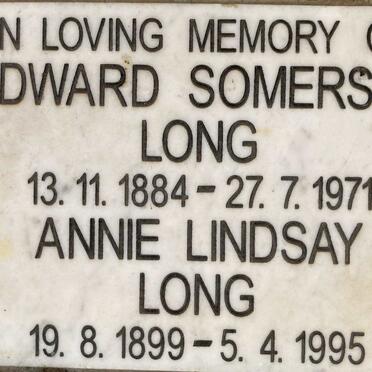 N LOVING MEMORY O
DWARD SOMERS
LONG
13. 11. 1884 – 27. 7. 1971
ANNIE LINDSAY
LONG
19. 8. 1899 – 5. 4. 1995